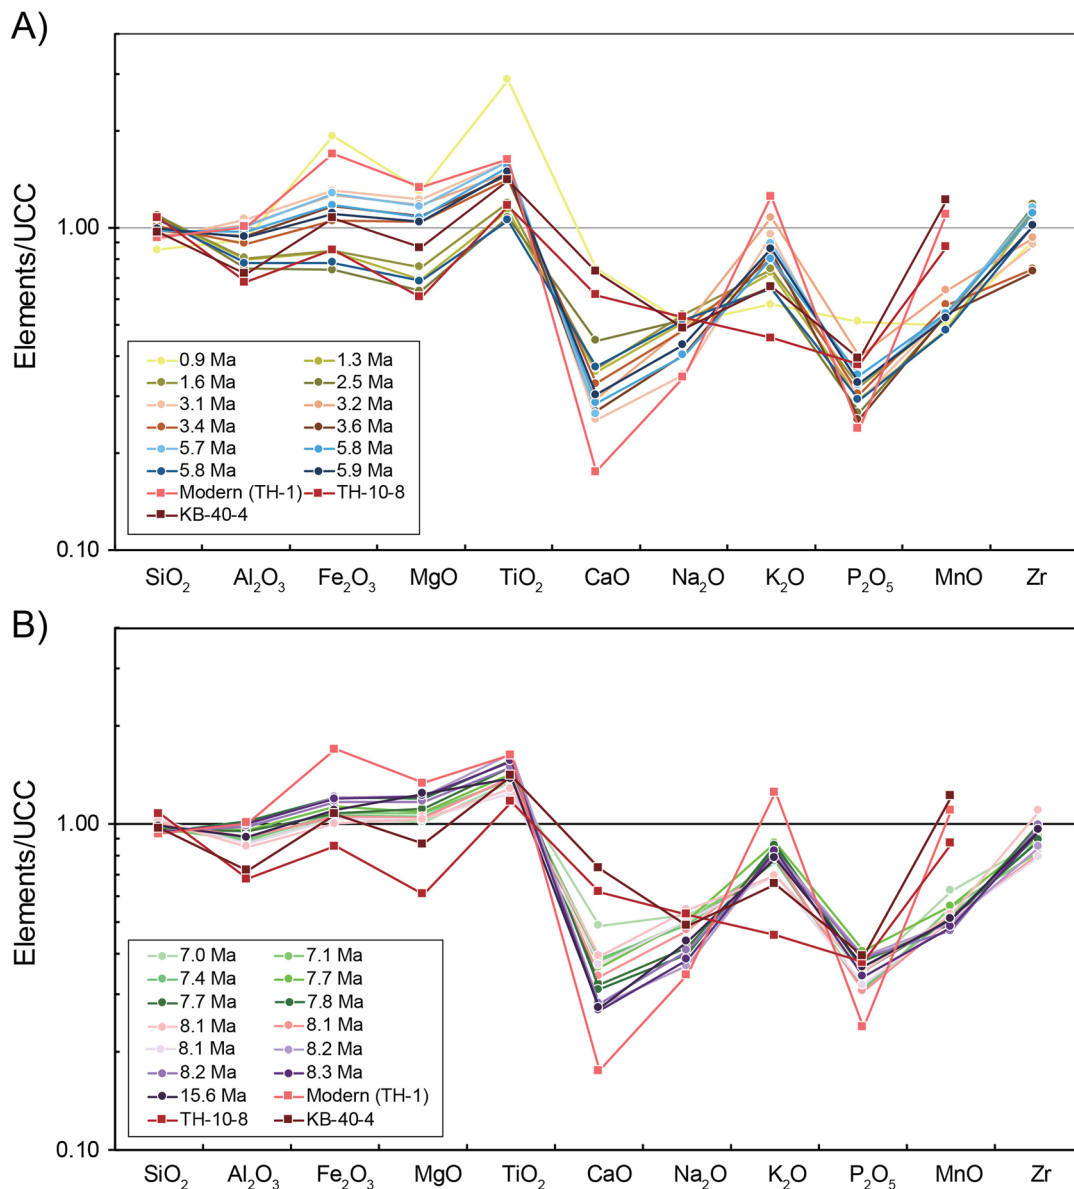 A)
Elements/UCC
1.00
0.10
0.9 Ma 1.3 Ma
1.6 Ma 2.5 Ma
3.1 Ma 3.2 Ma
3.4 Ma 3.6 Ma
5.7 Ma 5.8 Ma
5.8 Ma 5.9 Ma
Modern (TH-1) TH-10-8
KB-40-4
SiO₂ Al₂O₃ Fe₂O₃ MgO TiO₂ CaO Na₂O K₂O P₂O₅ MnO Zr
B)
Elements/UCC
1.00
0.10
7.0 Ma 7.1 Ma
7.4 Ma 7.7 Ma
7.7 Ma 7.8 Ma
8.1 Ma 8.1 Ma
8.1 Ma 8.2 Ma
8.2 Ma 8.3 Ma
15.6 Ma Modern (TH-1)
TH-10-8 KB-40-4
SiO₂ Al₂O₃ Fe₂O₃ MgO TiO₂ CaO Na₂O K₂O P₂O₅ MnO Zr